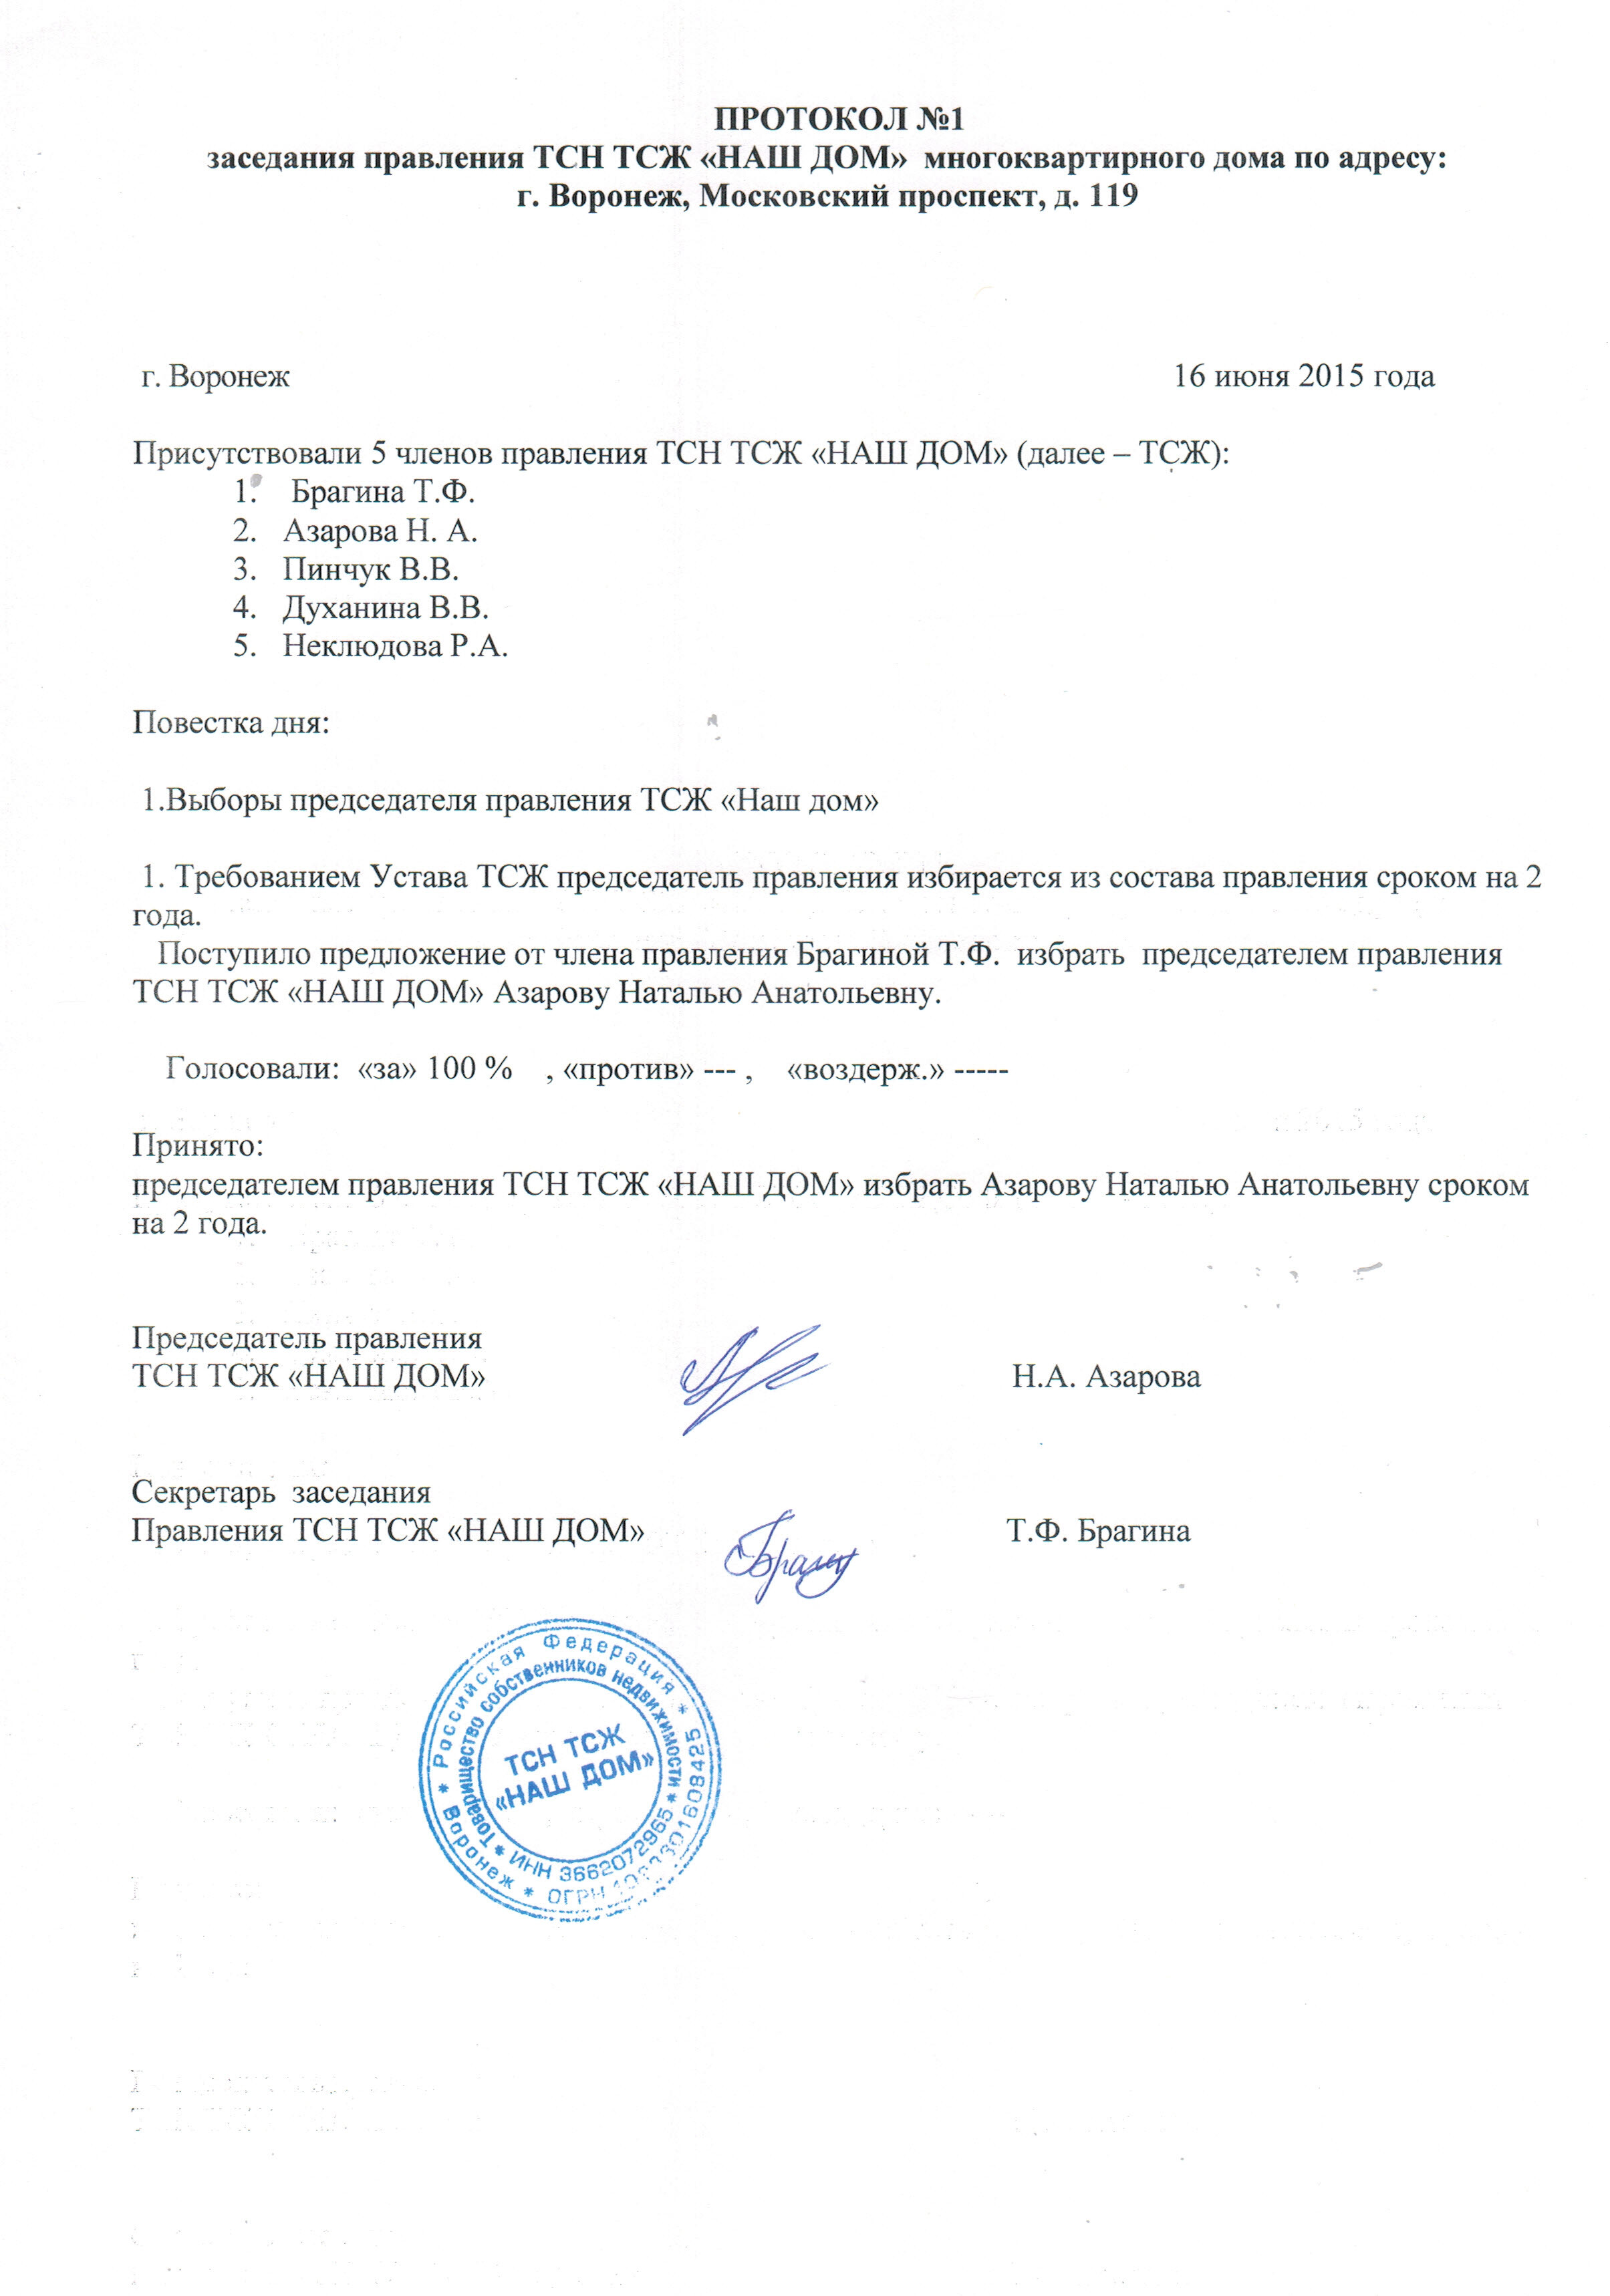 ПРОТОКОЛ №1
заседания правления ТСН ТСЖ «НАШ ДОМ» многоквартирного дома по адресу:
г. Воронеж, Московский проспект, д. 119
г. Воронеж 16 июня 2015 года
Присутствовали 5 членов правления ТСН ТСЖ «НАШ ДОМ» (далее – ТСЖ):
1. Брагина Т.Ф.
2. Азарова Н. А.
3. Пинчук В.В.
4. Духанина В.В.
5. Неклюдова Р.А.
Повестка дня:
1.Выборы председателя правления ТСЖ «Наш дом»
1. Требованием Устава ТСЖ председатель правления избирается из состава правления сроком на 2
года.
Поступило предложение от члена правления Брагиной Т.Ф. избрать председателем правления
ТСН ТСЖ «НАШ ДОМ» Азарову Наталью Анатольевну.
Голосовали: «за» 100 % , «против» --- , «воздерж.» -----
Принято:
председателем правления ТСН ТСЖ «НАШ ДОМ» избрать Азарову Наталью Анатольевну сроком
на 2 года.
Председатель правления
ТСН ТСЖ «НАШ ДОМ» Н.А. Азарова
Секретарь заседания
Правления ТСН ТСЖ «НАШ ДОМ» Т.Ф. Брагина
* Российская Федерация *
Товарищество собственников недвижимости *
ТСН ТСЖ
«НАШ ДОМ»
* ИНН 3662072965
Воронеж * ОГРН